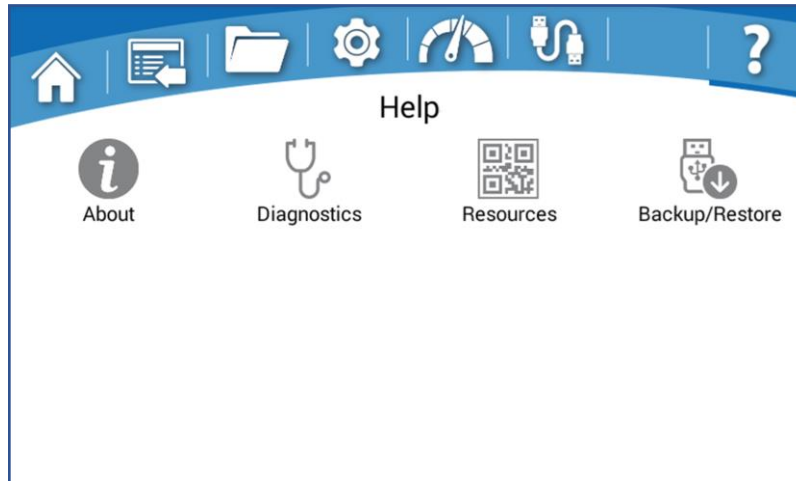 Help
About
Diagnostics
Resources
Backup/Restore